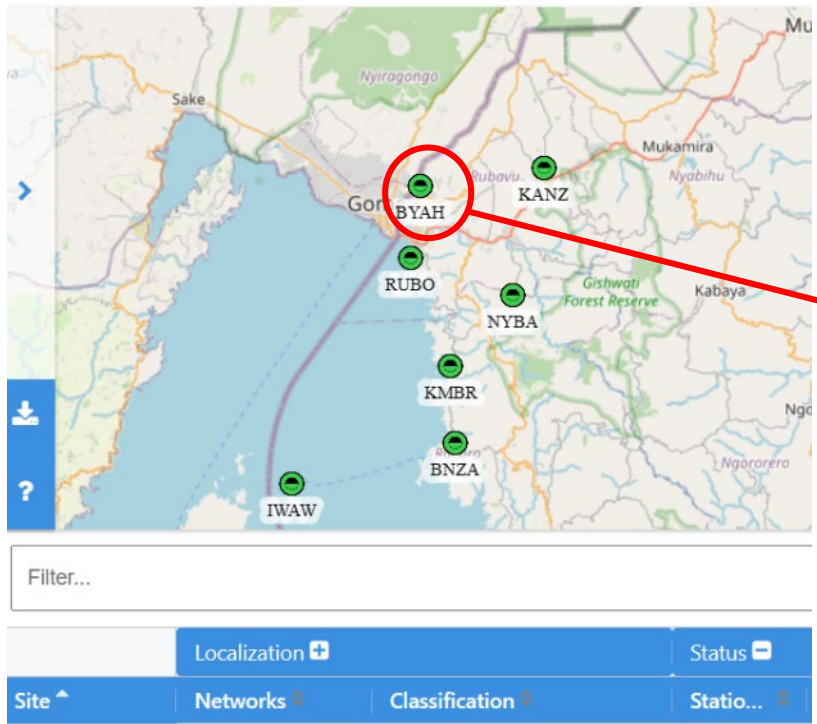 Mu
Nyiragongo
Sake
Mukamira
Rubavu
Nyabihu
KANZ
Gom
BYAH
RUBO
Gishwati
Forest Reserve
Kabaya
NYBA
KMBR
Ngo
BNZA
Ngororero
IWAW
?
Filter...
Localization
Status
Site
Networks
Classification
Statio...